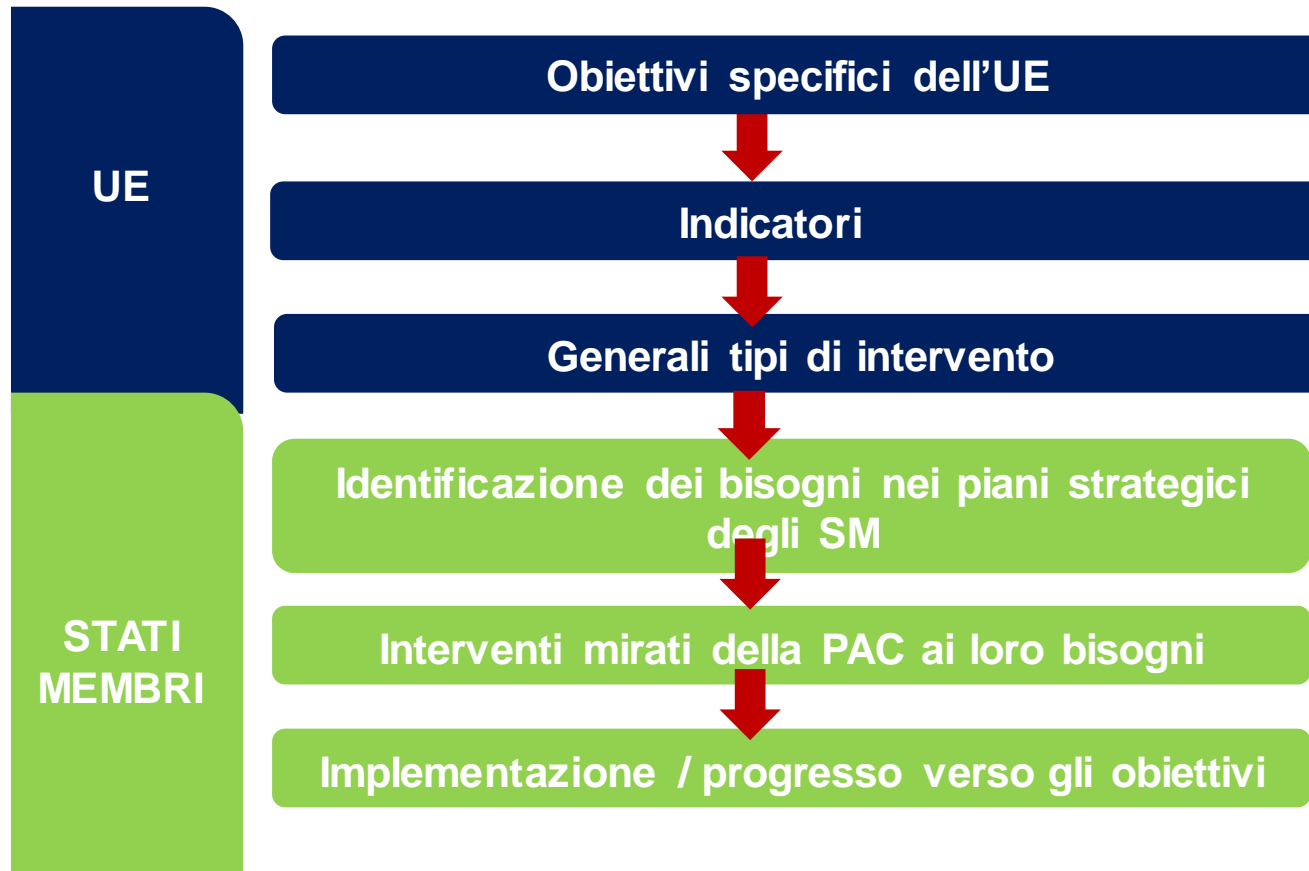 UE
Obiettivi specifici dell'UE
Indicatori
Generali tipi di intervento
STATI
MEMBRI
Identificazione dei bisogni nei piani strategici
degli SM
Interventi mirati della PAC ai loro bisogni
Implementazione / progresso verso gli obiettivi